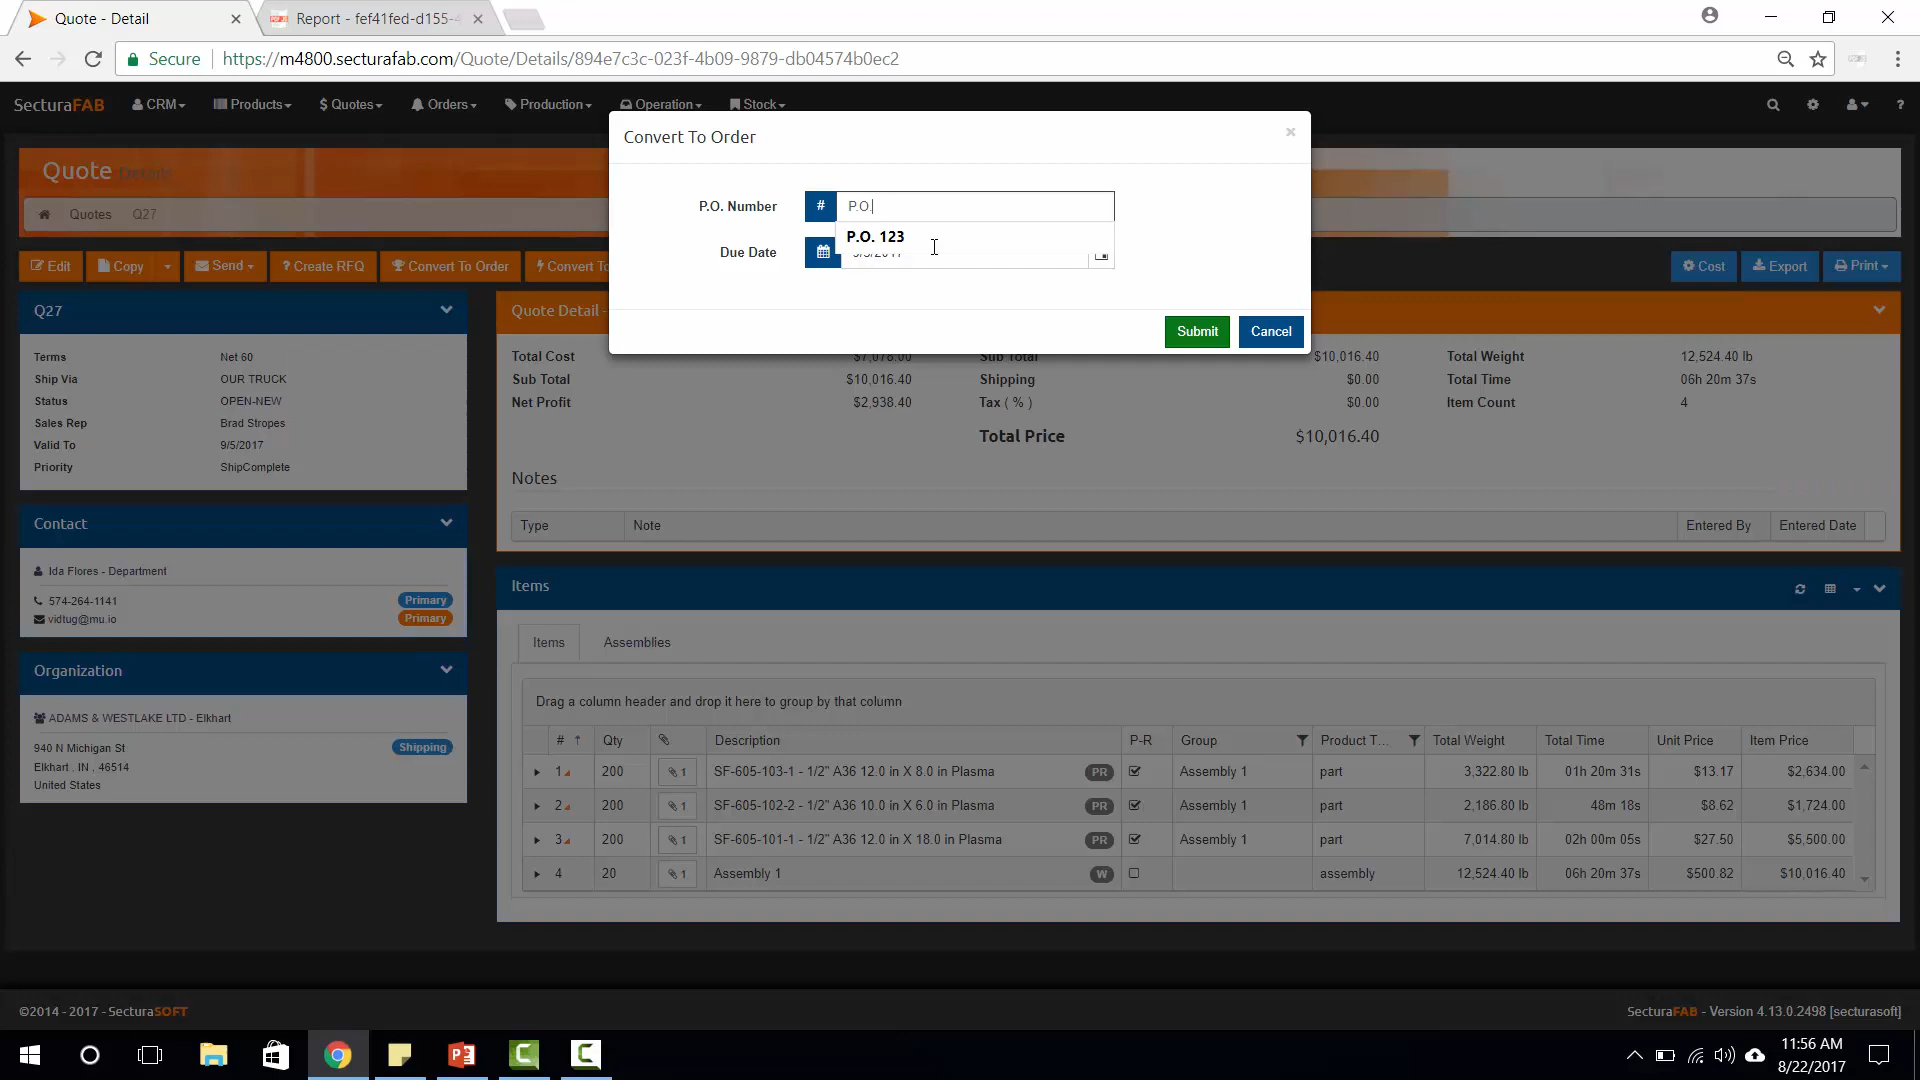 Quote - Detail
Report - fef41fed-d155-4
Secure
https://m4800.secturafab.com/Quote/Details/894e7c3c-023f-4b09-9879-db04574b0ec2
SecturaFAB
CRM
Products
$ Quotes
Orders
Production
Operation
Stock
?
Convert To Order
×
Quote Details
Quotes
Q27
P.O. Number
#
P.O.
P.O. 123
Due Date
Edit
Copy
Send
? Create RFQ
Convert To Order
Convert To
Cost
Export
Print
Submit
Cancel
Q27
Terms Net 60
Ship Via OUR TRUCK
Status OPEN-NEW
Sales Rep Brad Stropes
Valid To 9/5/2017
Priority ShipComplete
Quote Detail -
Total Cost $7,078.00 Sub Total $10,016.40 Total Weight 12,524.40 lb
Sub Total $10,016.40 Shipping $0.00 Total Time 06h 20m 37s
Net Profit $2,938.40 Tax ( % ) $0.00 Item Count 4
Total Price $10,016.40
Notes
Type Note Entered By Entered Date
Contact
Ida Flores - Department
574-264-1141 Primary
vidtug@mu.io Primary
Organization
ADAMS & WESTLAKE LTD - Elkhart
940 N Michigan St Shipping
Elkhart , IN , 46514
United States
Items
Items Assemblies
Drag a column header and drop it here to group by that column
# ↑ Qty Description P-R Group Product T... Total Weight Total Time Unit Price Item Price
1 200 1 SF-605-103-1 - 1/2" A36 12.0 in X 8.0 in Plasma PR Assembly 1 part 3,322.80 lb 01h 20m 31s $13.17 $2,634.00
2 200 1 SF-605-102-2 - 1/2" A36 10.0 in X 6.0 in Plasma PR Assembly 1 part 2,186.80 lb 48m 18s $8.62 $1,724.00
3 200 1 SF-605-101-1 - 1/2" A36 12.0 in X 18.0 in Plasma PR Assembly 1 part 7,014.80 lb 02h 00m 05s $27.50 $5,500.00
4 20 1 Assembly 1 W assembly 12,524.40 lb 06h 20m 37s $500.82 $10,016.40
©2014 - 2017 - SecturaSOFT
SecturaFAB - Version 4.13.0.2498 [secturasoft]
11:56 AM
8/22/2017